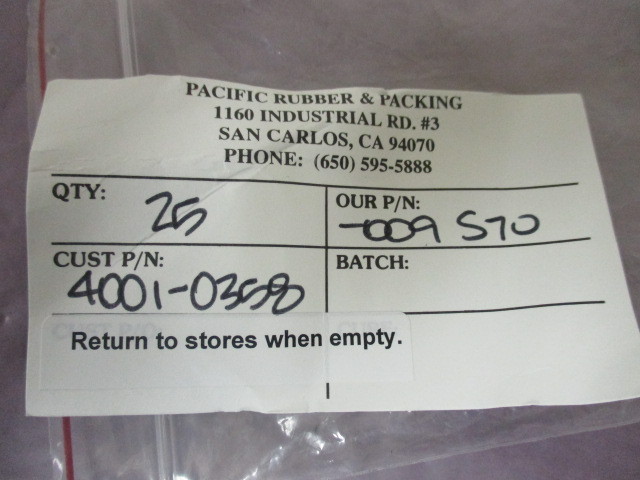 PACIFIC RUBBER & PACKING
1160 INDUSTRIAL RD. #3
SAN CARLOS, CA 94070
PHONE: (650) 595-5888
QTY: 25
OUR P/N: -009 S70
CUST P/N: 4001-0358
BATCH:
CUST P/O:
Return to stores when empty.